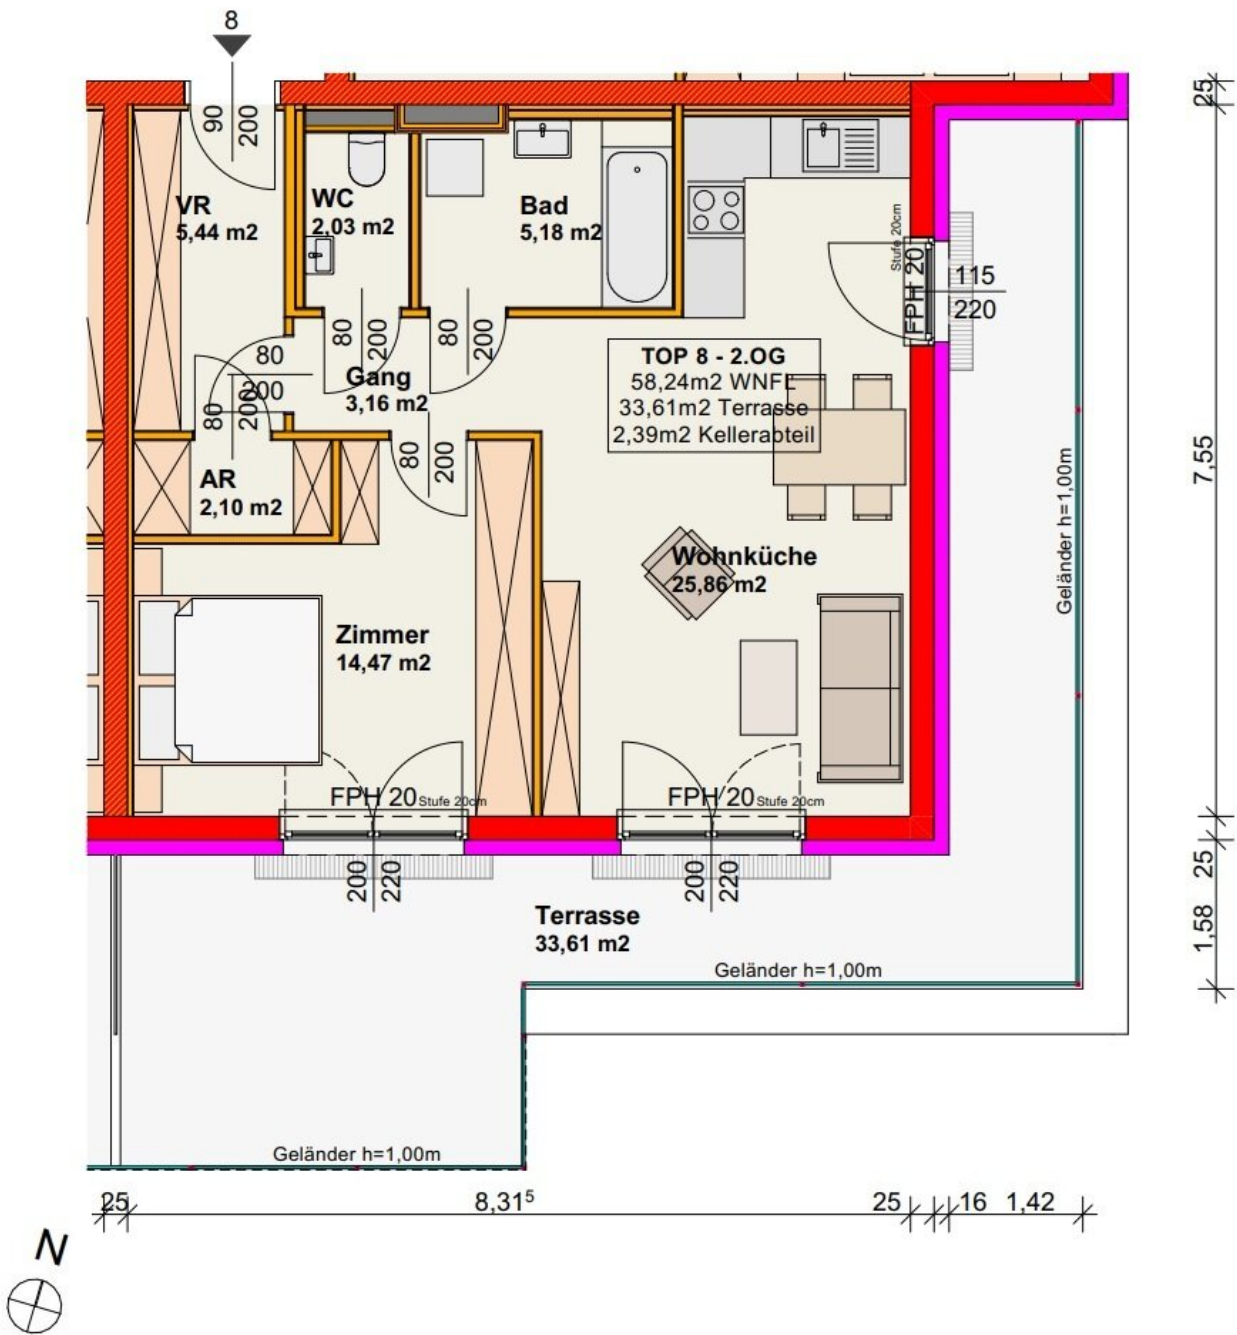 8
90
200
25
VR
5,44 m2
WC
2,03 m2
Bad
5,18 m2
Stufe 20cm
FPH 20
115
220
80
200
80
200
80
200
Gang
3,16 m2
TOP 8 - 2.OG
58,24m2 WNFL
33,61m2 Terrasse
2,39m2 Kellerabteil
80
200
80
200
AR
2,10 m2
Geländer h=1,00m
7,55
Wohnküche
25,86 m2
Zimmer
14,47 m2
FPH 20 Stufe 20cm
FPH 20 Stufe 20cm
200
220
200
220
25
Terrasse
33,61 m2
1,58
Geländer h=1,00m
Geländer h=1,00m
25
8,31⁵
25
16
1,42
N